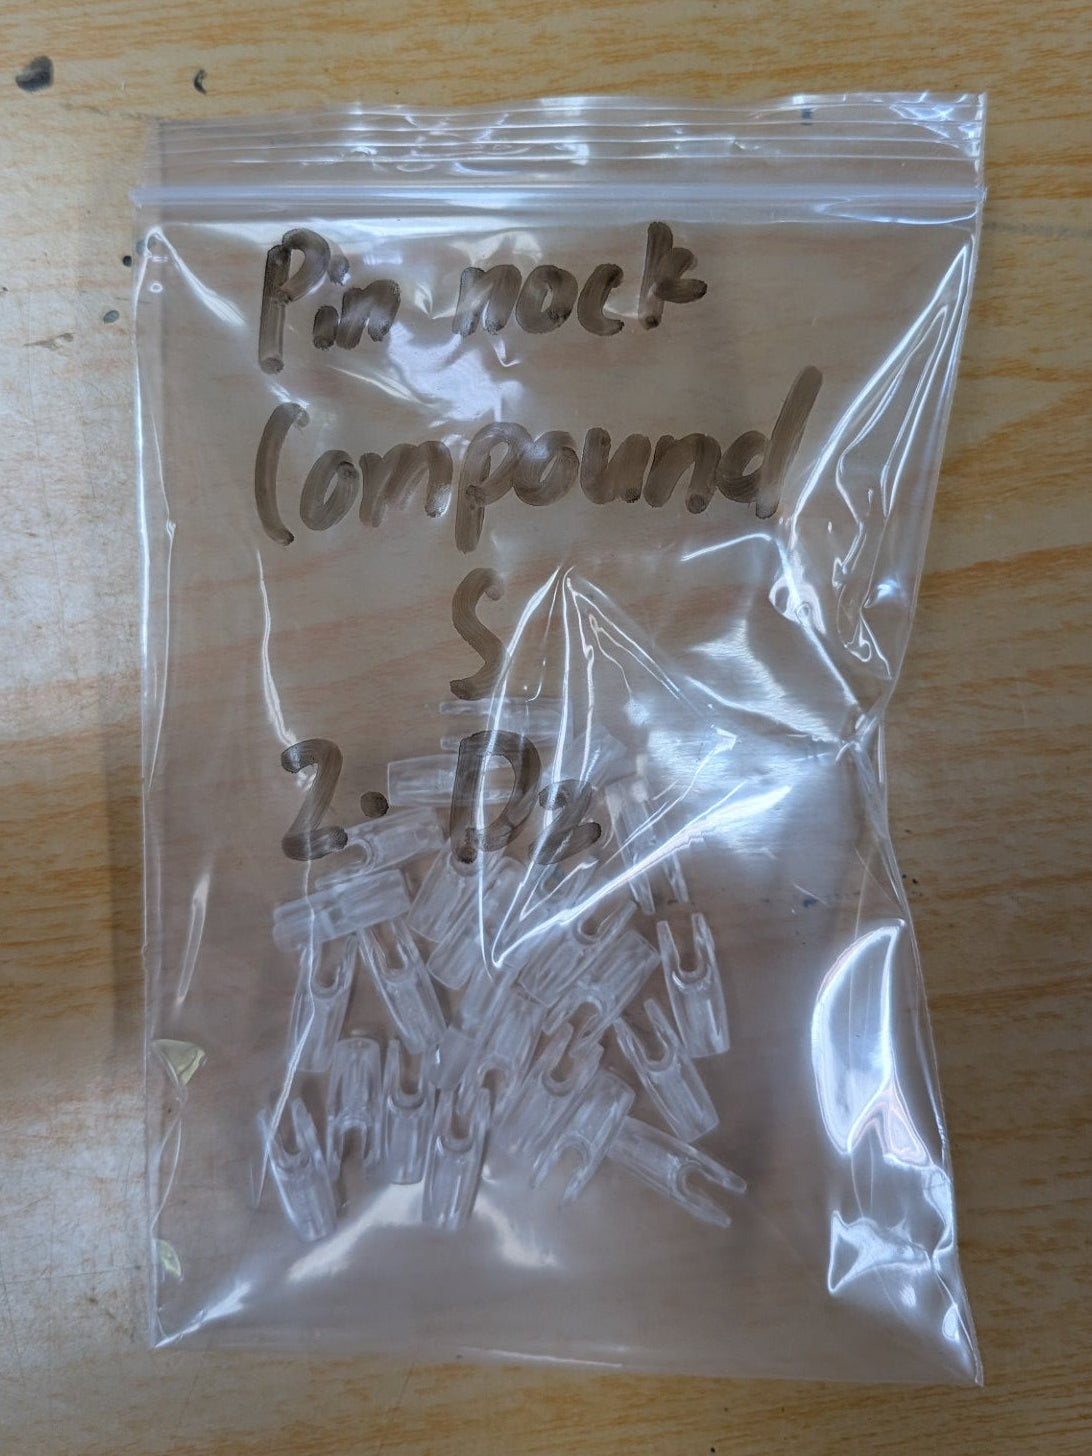 Pin nock
Compound
S
2. Dz